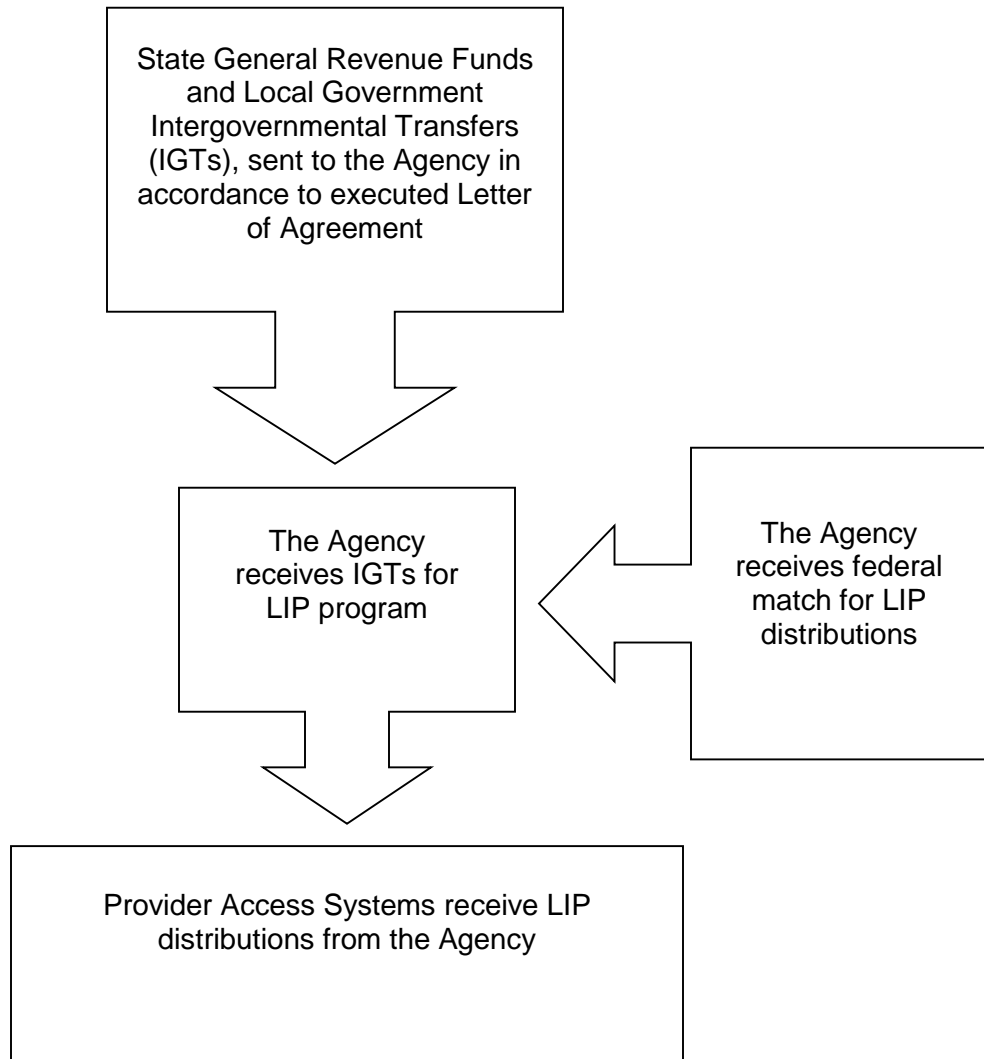 State General Revenue Funds
and Local Government
Intergovernmental Transfers
(IGTs), sent to the Agency in
accordance to executed Letter
of Agreement
The Agency
receives IGTs for
LIP program
The Agency
receives federal
match for LIP
distributions
Provider Access Systems receive LIP
distributions from the Agency